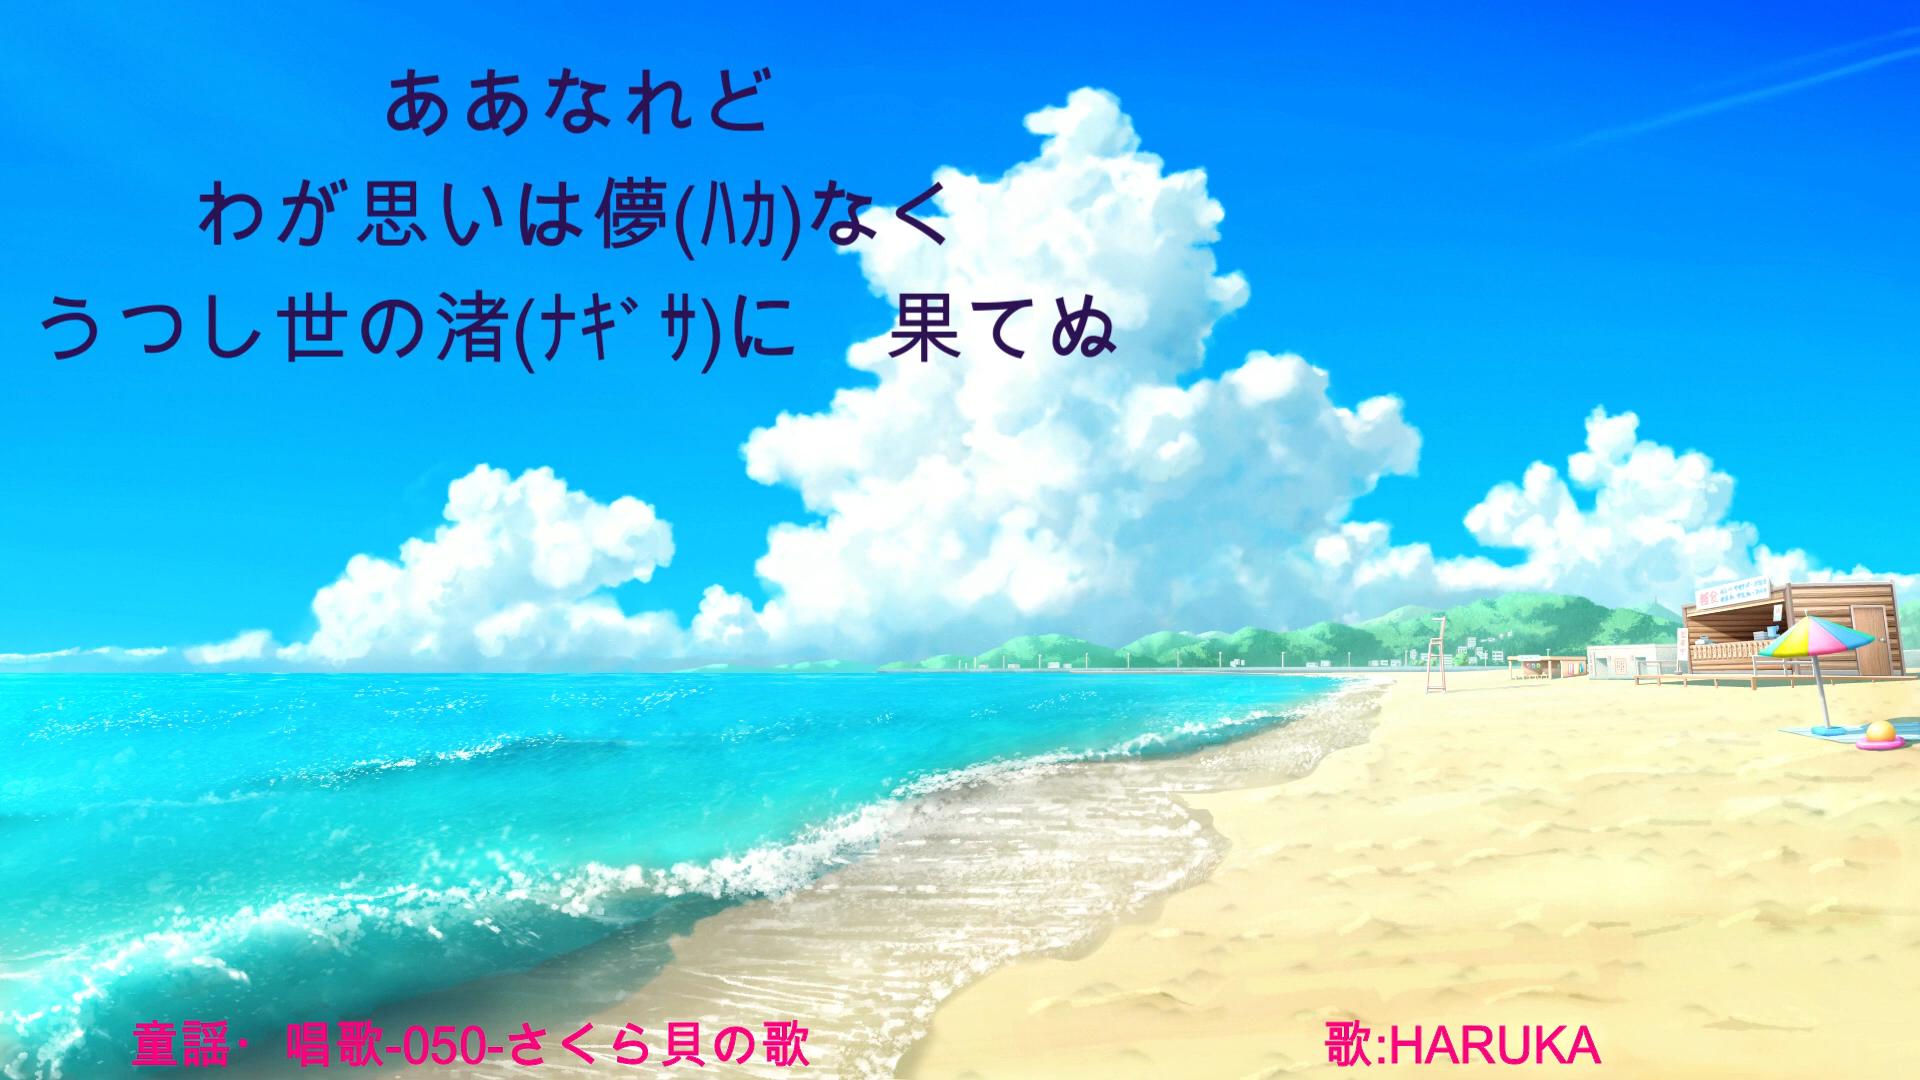 ああなれど
わが思いは儚(ﾊｶ)なく
うつし世の渚(ﾅｷﾞｻ)に　果てぬ
童謡・唱歌-050-さくら貝の歌
歌:HARUKA